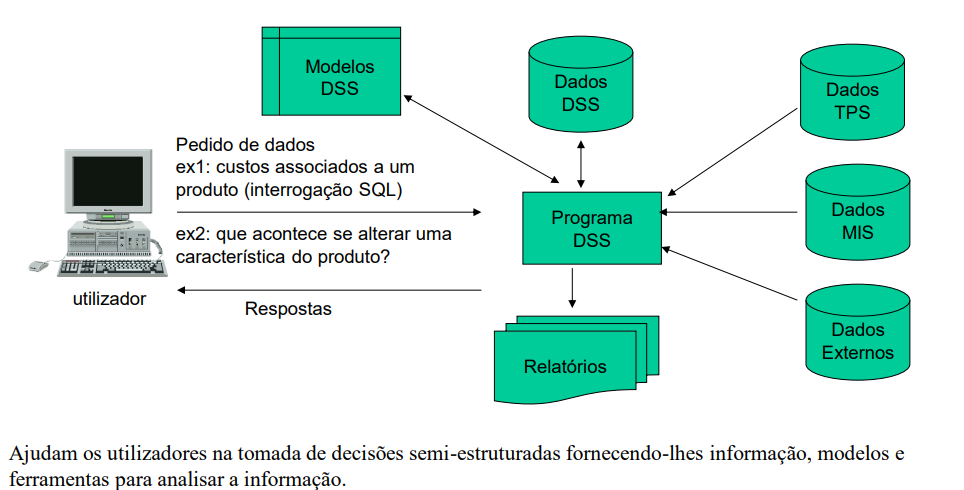 Modelos
DSS
Dados
DSS
Dados
TPS
Pedido de dados
ex1: custos associados a um
produto (interrogação SQL)
ex2: que acontece se alterar uma
característica do produto?
Programa
DSS
Dados
MIS
utilizador
Respostas
Relatórios
Dados
Externos
Ajudam os utilizadores na tomada de decisões semi-estruturadas fornecendo-lhes informação, modelos e
ferramentas para analisar a informação.